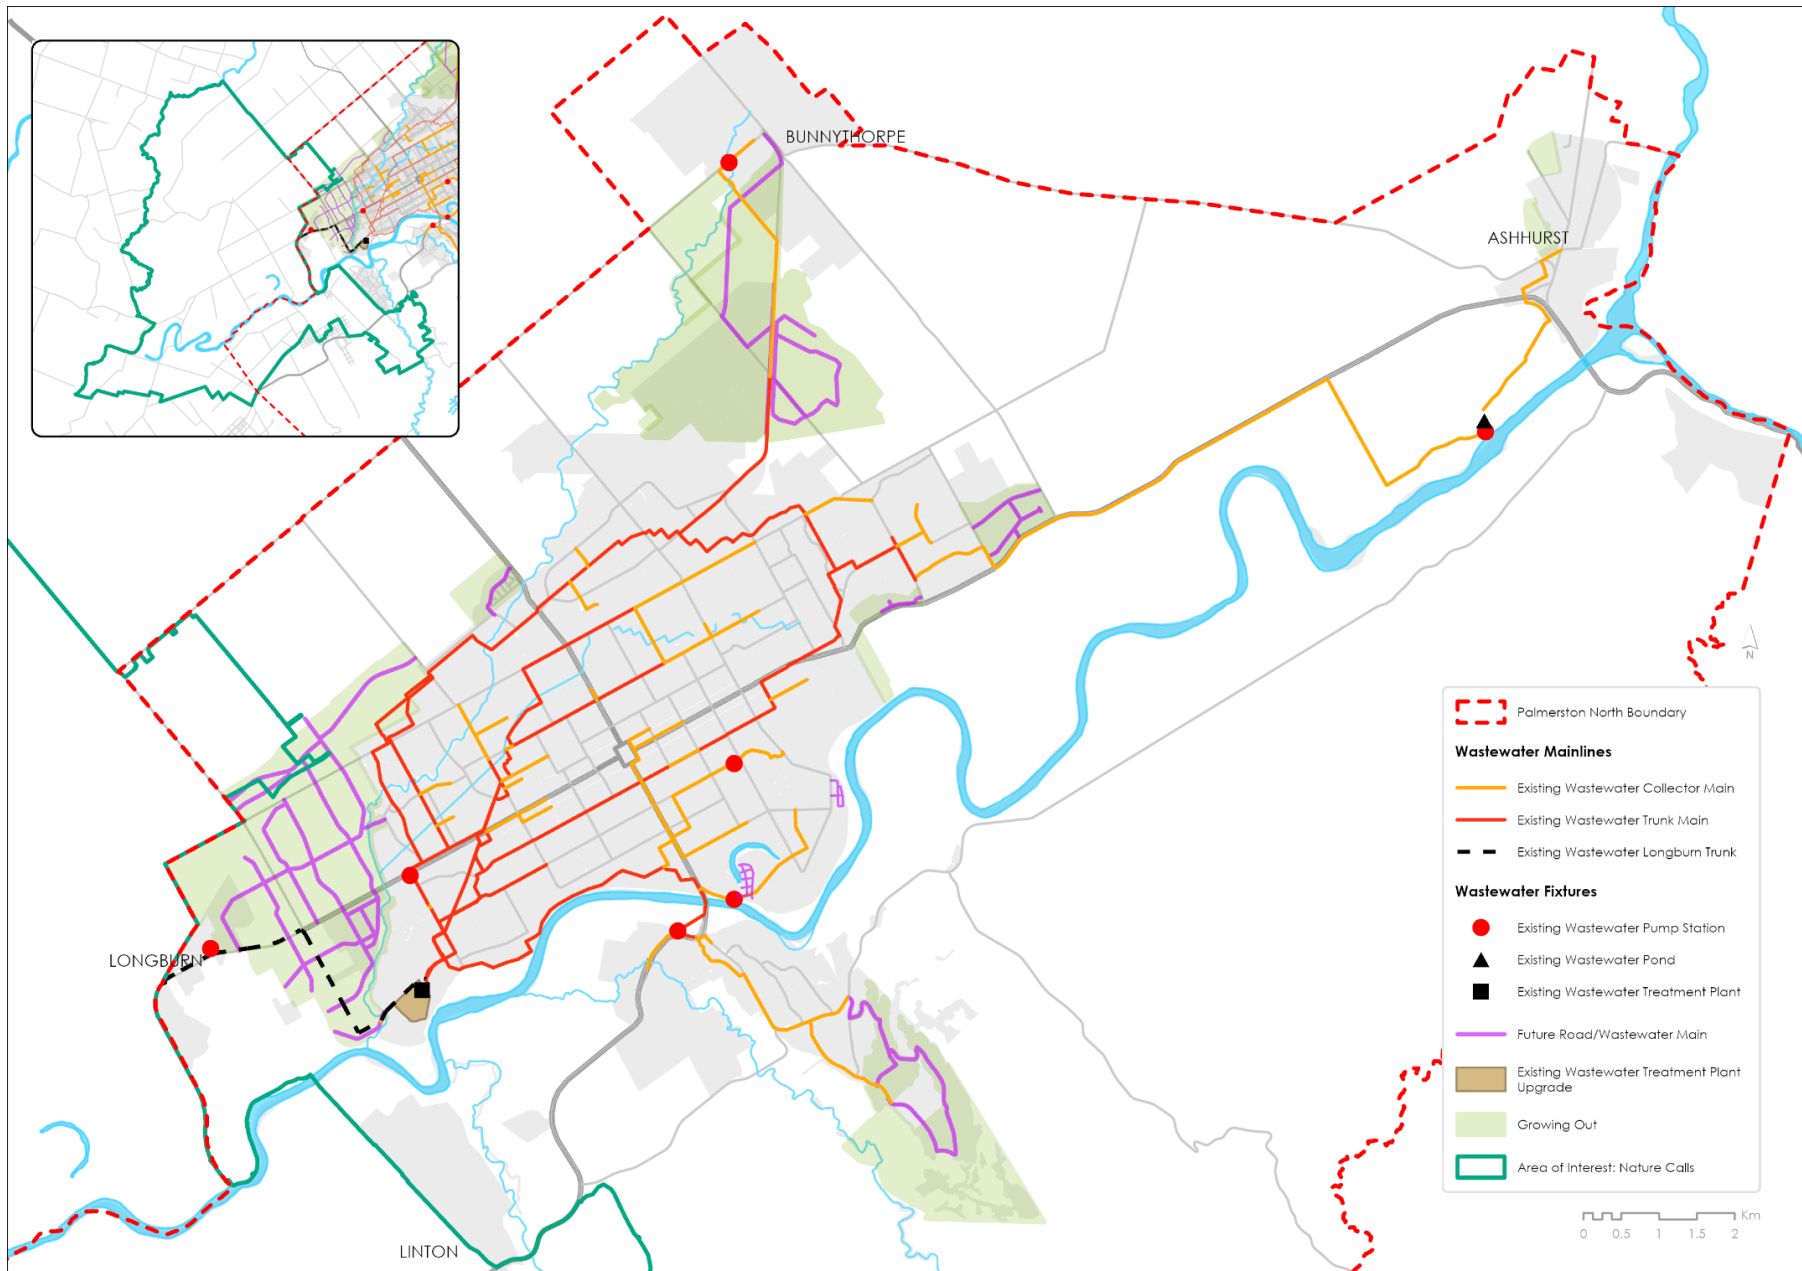 BUNNYTHORPE
ASHHURST
LONGBURN
LINTON
N
Palmerston North Boundary
Wastewater Mainlines
Existing Wastewater Collector Main
Existing Wastewater Trunk Main
Existing Wastewater Longburn Trunk
Wastewater Fixtures
Existing Wastewater Pump Station
Existing Wastewater Pond
Existing Wastewater Treatment Plant
Future Road/Wastewater Main
Existing Wastewater Treatment Plant
Upgrade
Growing Out
Area of Interest: Nature Calls
Km
0 0.5 1 1.5 2